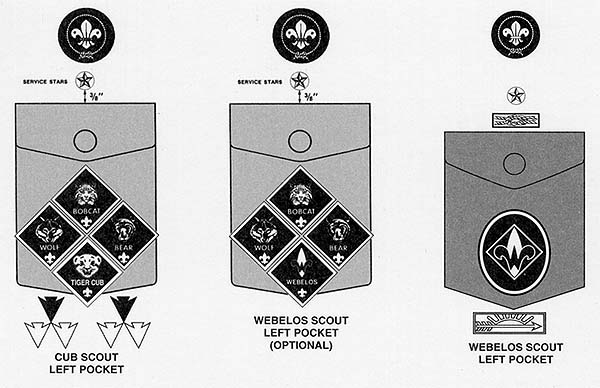 SERVICE STARS
3/8"
BOBCAT
WOLF
BEAR
TIGER CUB
CUB SCOUT
LEFT POCKET
SERVICE STARS
3/8"
BOBCAT
WOLF
BEAR
WEBELOS
WEBELOS SCOUT
LEFT POCKET
(OPTIONAL)
WEBELOS SCOUT
LEFT POCKET